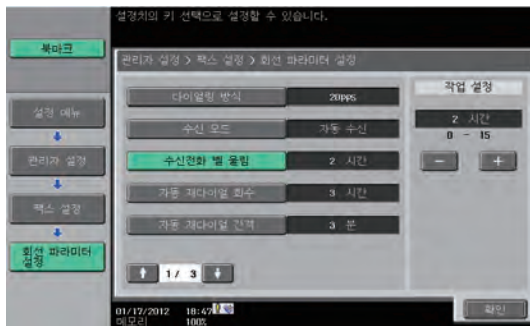 설정치의 키 선택으로 설정할 수 있습니다.
북마크
관리자 설정 > 팩스 설정 > 회선 파라미터 설정
작업 설정
다이얼링 방식 20pps
2 시간
0 - 15
설정 메뉴
수신 모드 자동 수신
관리자 설정
수신전화 벨 울림 2 시간
- +
팩스 설정
자동 재다이얼 회수 3 시간
자동 재다이얼 간격 3 분
회선 파라미터
설정
1/ 3
01/17/2012 18:47
메모리 100%
확인